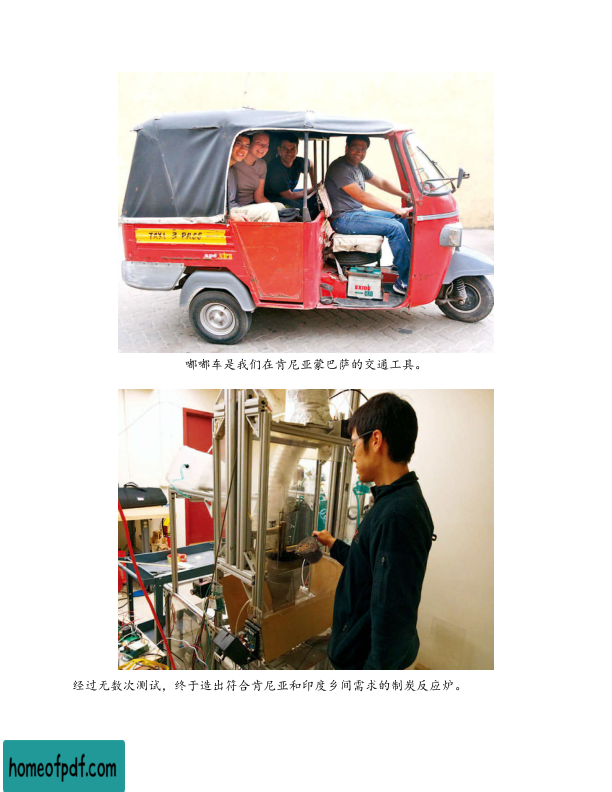 TAXI 3 PASS
EXIDE
嘟嘟车是我们在肯尼亚蒙巴萨的交通工具。
经过无数次测试，终于造出符合肯尼亚和印度乡间需求的制炭反应炉。
homeofpdf.com